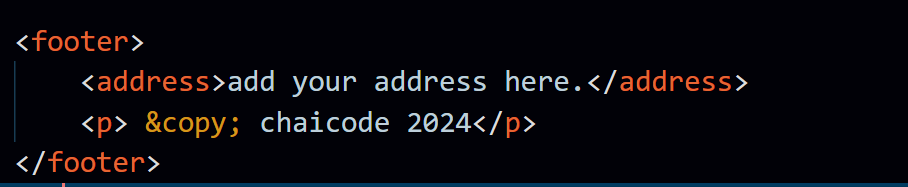 <footer>
<address>add your address here.</address>
<p> &copy; chaicode 2024</p>
</footer>